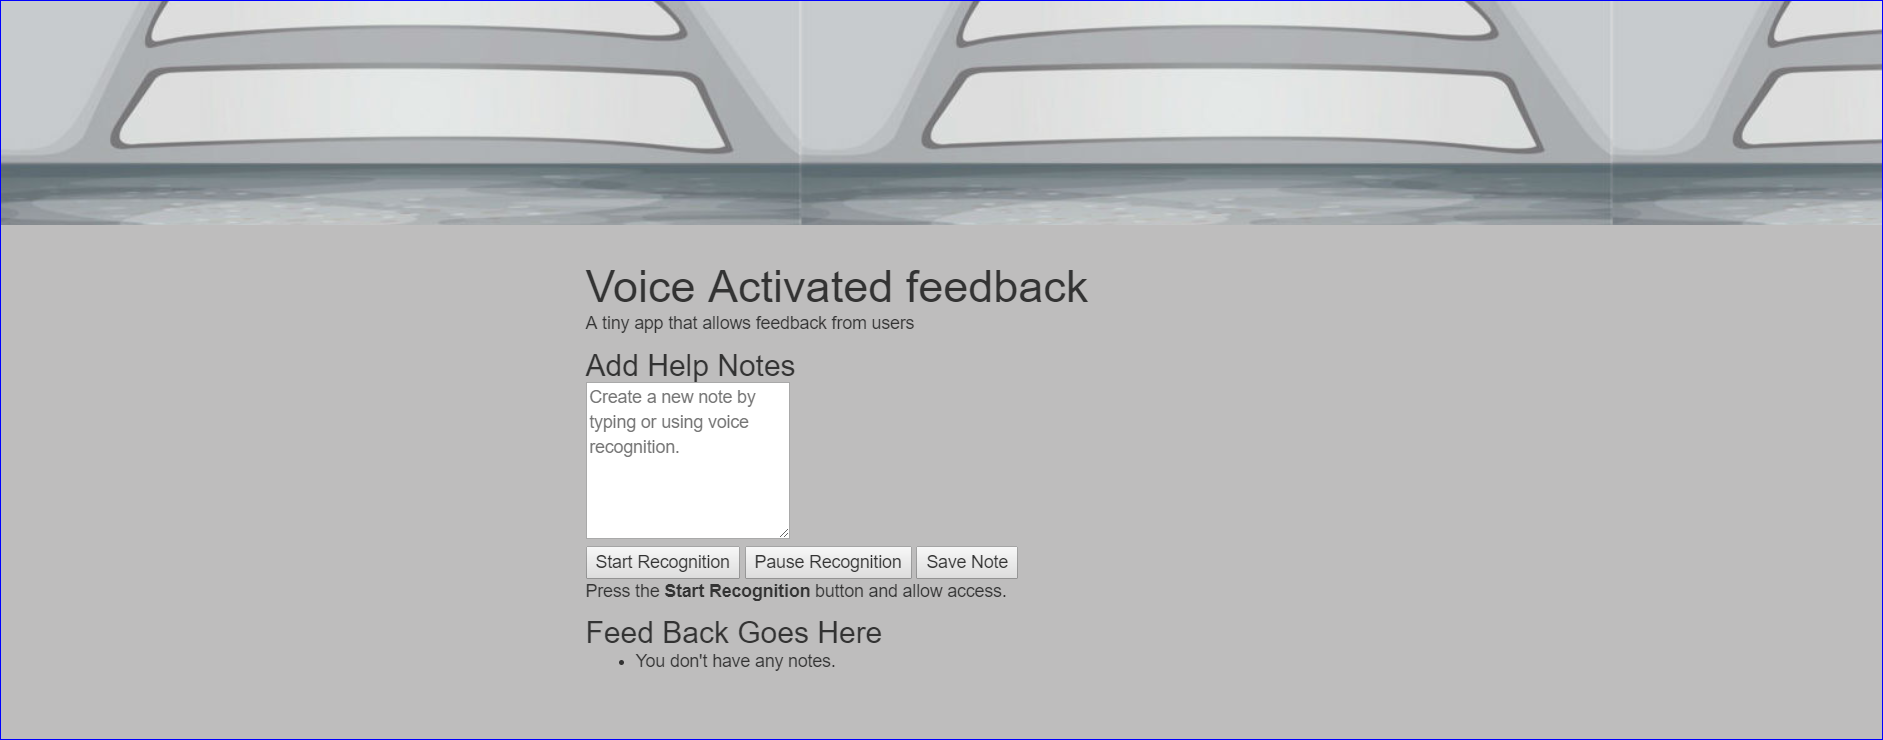 Voice Activated feedback
A tiny app that allows feedback from users
Add Help Notes
Create a new note by
typing or using voice
recognition.
Start Recognition Pause Recognition Save Note
Press the Start Recognition button and allow access.
Feed Back Goes Here
• You don't have any notes.